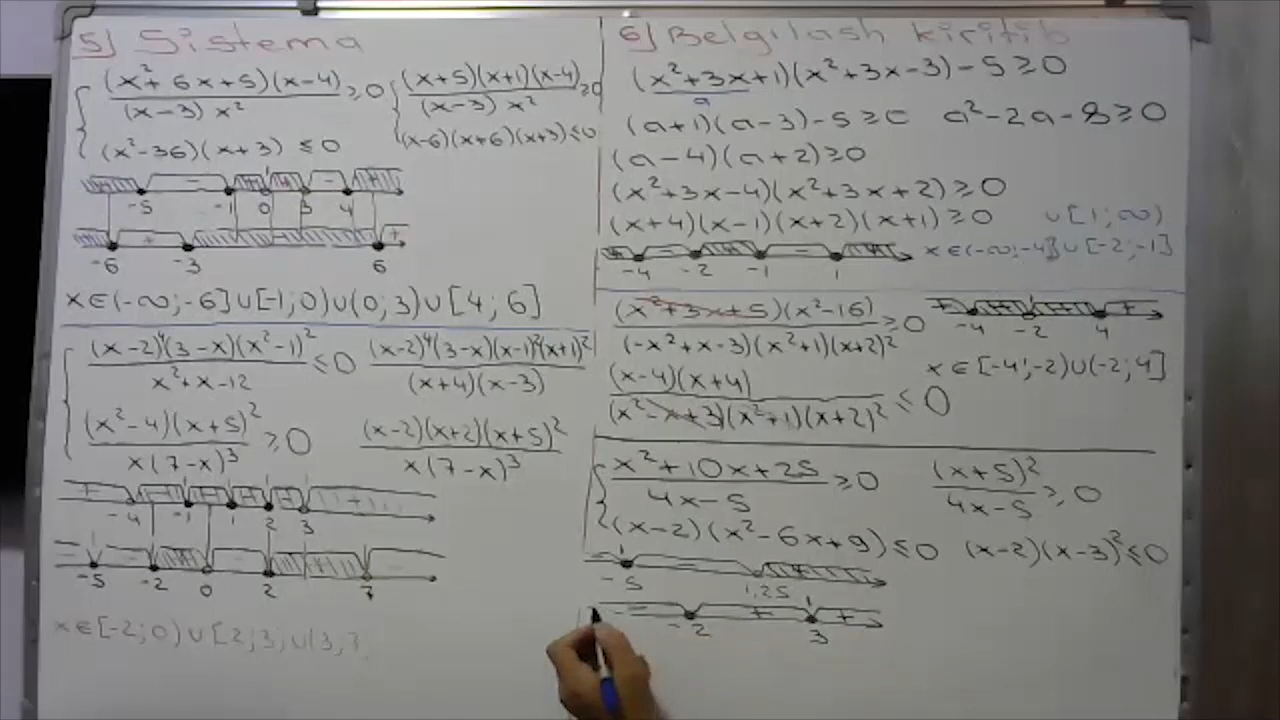 5) Sistema
(x²+6x+5)(x-4)/(x-3)x² ≥0
(x+5)(x+1)(x-4)/(x-3)x² ≥0
(x²-36)(x+3) ≤0
(x-6)(x+6)(x+3)≤0
-5 -1 0 3 4
-6 -3 6
x∈(-∞;-6]∪[-1;0)∪(0;3)∪[4;6]
(x-2)⁴(3-x)(x²-1)²/x²+x-12 ≤0
(x-2)⁴(3-x)(x-1)²(x+1)²/(x+4)(x-3)
(x²-4)(x+5)²/x(7-x)³ ≥0
(x-2)(x+2)(x+5)²/x(7-x)³
-4 -1 1 2 3
-5 -2 0 2 7
x∈[-2;0)∪[2;3;∪(3;7
6) Belgilash kiritib
(x²+3x+1)(x²+3x-3)-5≥0
a
(a+1)(a-3)-5≥0 a²-2a-8≥0
(a-4)(a+2)≥0
(x²+3x-4)(x²+3x+2)≥0
(x+4)(x-1)(x+2)(x+1)≥0 ∪[1;∞)
-4 -2 -1 1 x∈(-∞;-4]∪[-2;-1]
(x²+3x+5)(x²-16)/(-x²+x-3)(x²+1)(x+2)² ≥0
-4 -2 4
x∈[-4;-2)∪(-2;4]
(x-4)(x+4)/(x²-x+3)(x²+1)(x+2)² ≤0
x²+10x+25/4x-5 ≥0
(x+5)²/4x-5 ≥0
(x-2)(x²-6x+9)≤0 (x-2)(x-3)²≤0
-5 1,25
-2 3